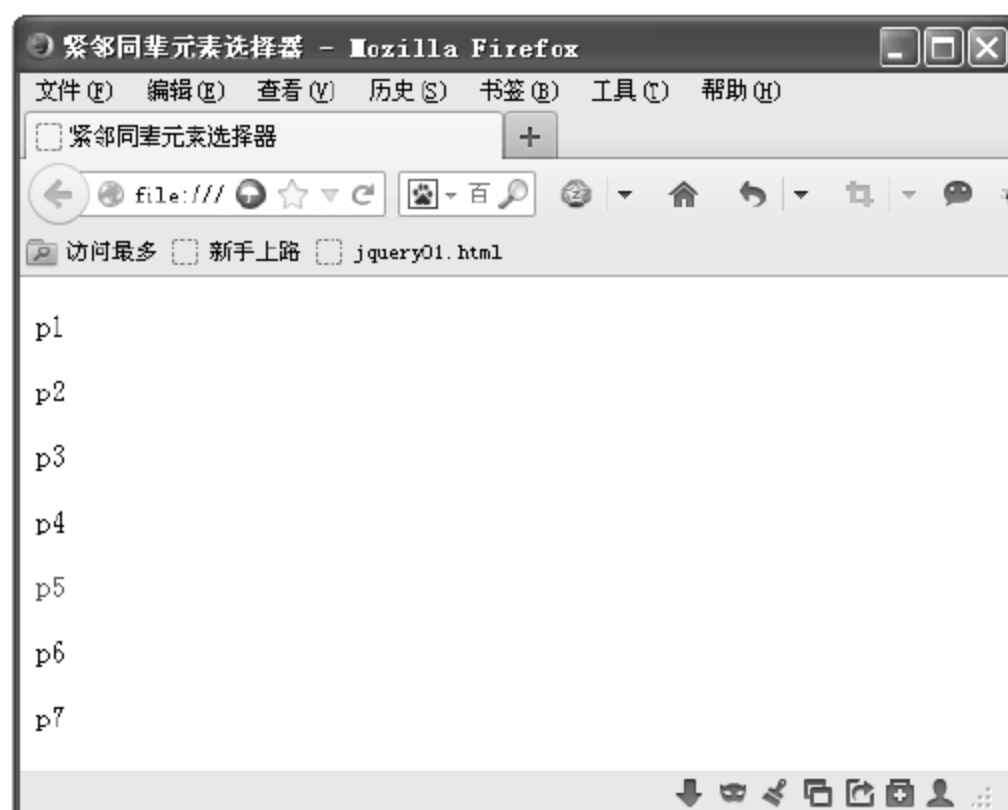 紧邻同辈元素选择器 - Mozilla Firefox
文件(F) 编辑(E) 查看(V) 历史(S) 书签(B) 工具(T) 帮助(H)
紧邻同辈元素选择器 +
file:/// 百
访问最多 新手上路 jquery01.html
p1
p2
p3
p4
p5
p6
p7